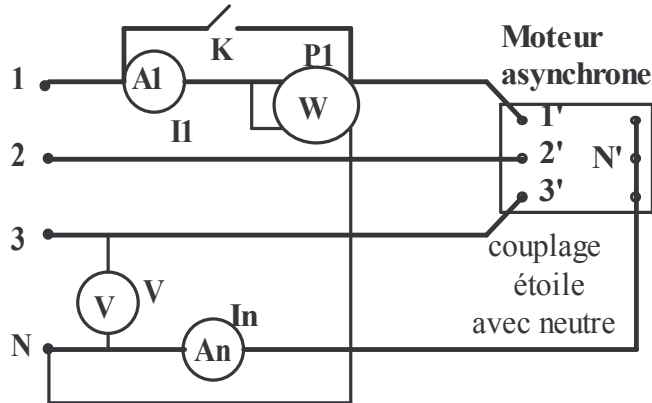 K
P1
Moteur
asynchrone
1
A1
W
1'
I1
2
2'
N'
3
3'
couplage
étoile
avec neutre
V
V
In
N
An